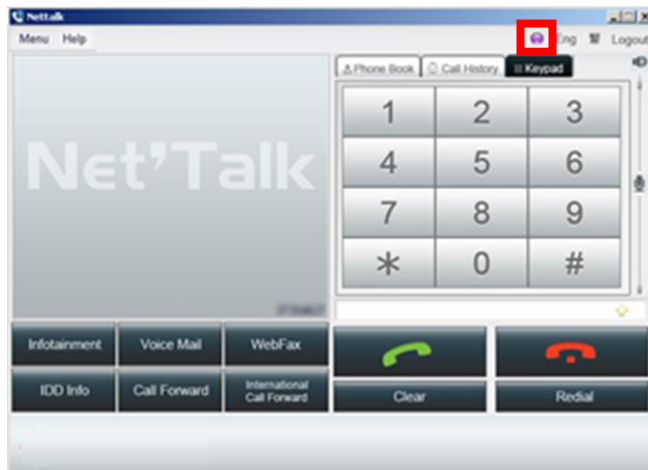 Nettalk
Menu Help
Eng 繁 Logout
Phone Book Call History Keypad
Net'Talk
1 2 3
4 5 6
7 8 9
* 0 #
Infotainment Voice Mail WebFax
IDD Info Call Forward International Call Forward
Clear Redial